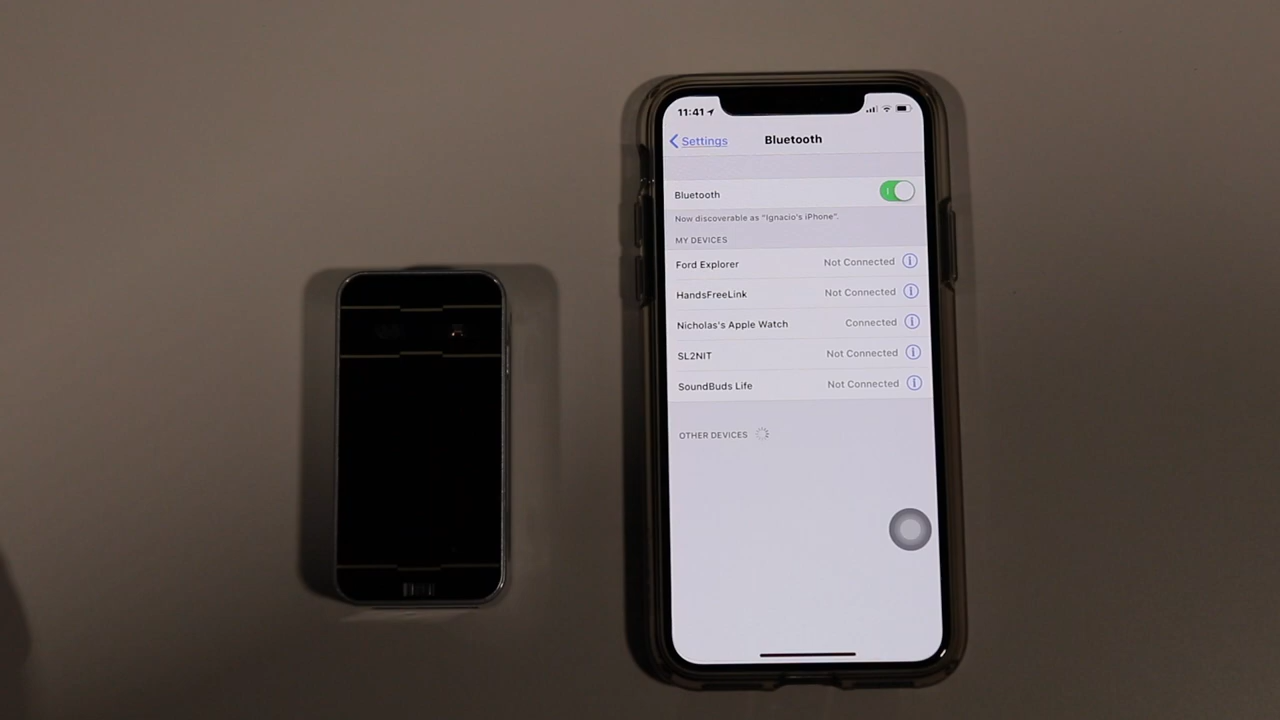 11:41
Settings
Bluetooth
Bluetooth
Now discoverable as "Ignacio's iPhone".
MY DEVICES
Ford Explorer Not Connected
HandsFreeLink Not Connected
Nicholas's Apple Watch Connected
SL2NIT Not Connected
SoundBuds Life Not Connected
OTHER DEVICES